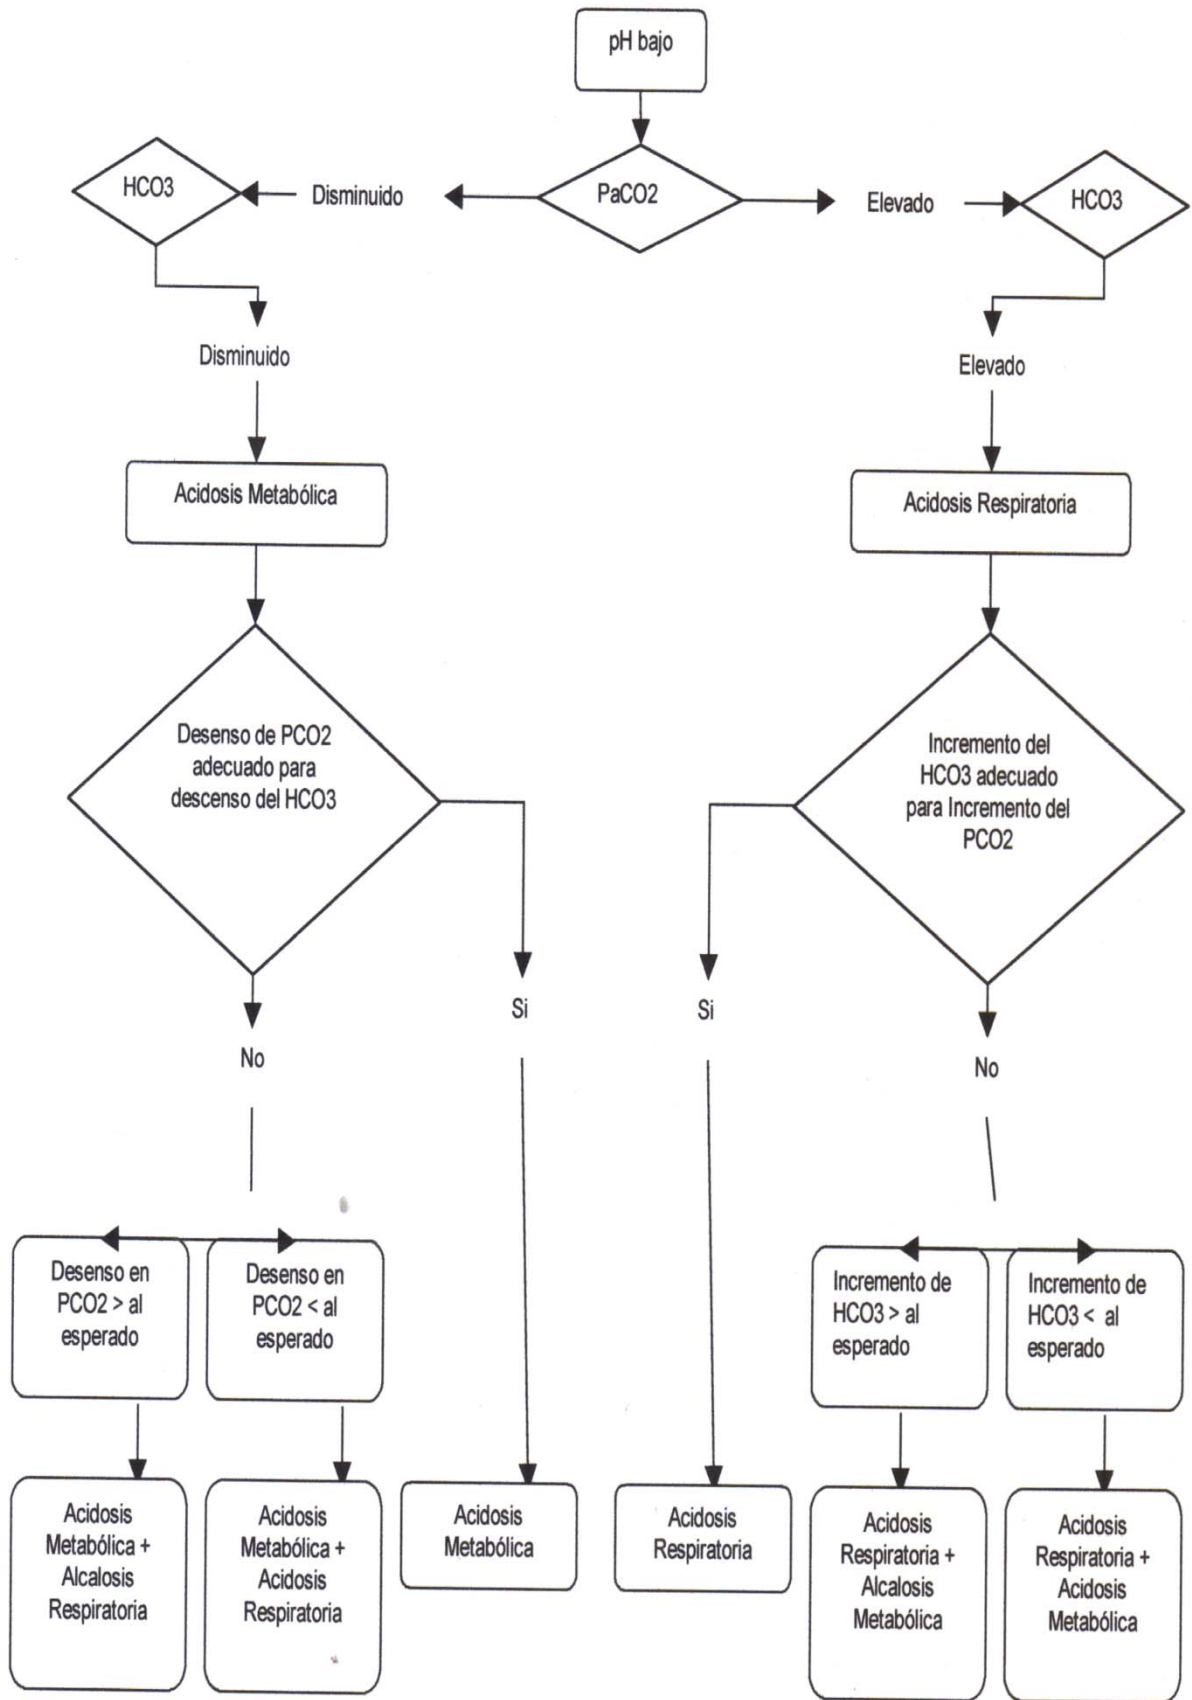 pH bajo
HCO3
Disminuido
PaCO2
Elevado
HCO3
Disminuido
Elevado
Acidosis Metabólica
Acidosis Respiratoria
Desenso de PCO2
adecuado para
descenso del HCO3
Incremento del
HCO3 adecuado
para Incremento del
PCO2
Si
Si
No
No
Desenso en
PCO2 > al
esperado
Desenso en
PCO2 < al
esperado
Incremento de
HCO3 > al
esperado
Incremento de
HCO3 < al
esperado
Acidosis
Metabólica +
Alcalosis
Respiratoria
Acidosis
Metabólica +
Acidosis
Respiratoria
Acidosis
Metabólica
Acidosis
Respiratoria
Acidosis
Respiratoria +
Alcalosis
Metabólica
Acidosis
Respiratoria +
Acidosis
Metabólica